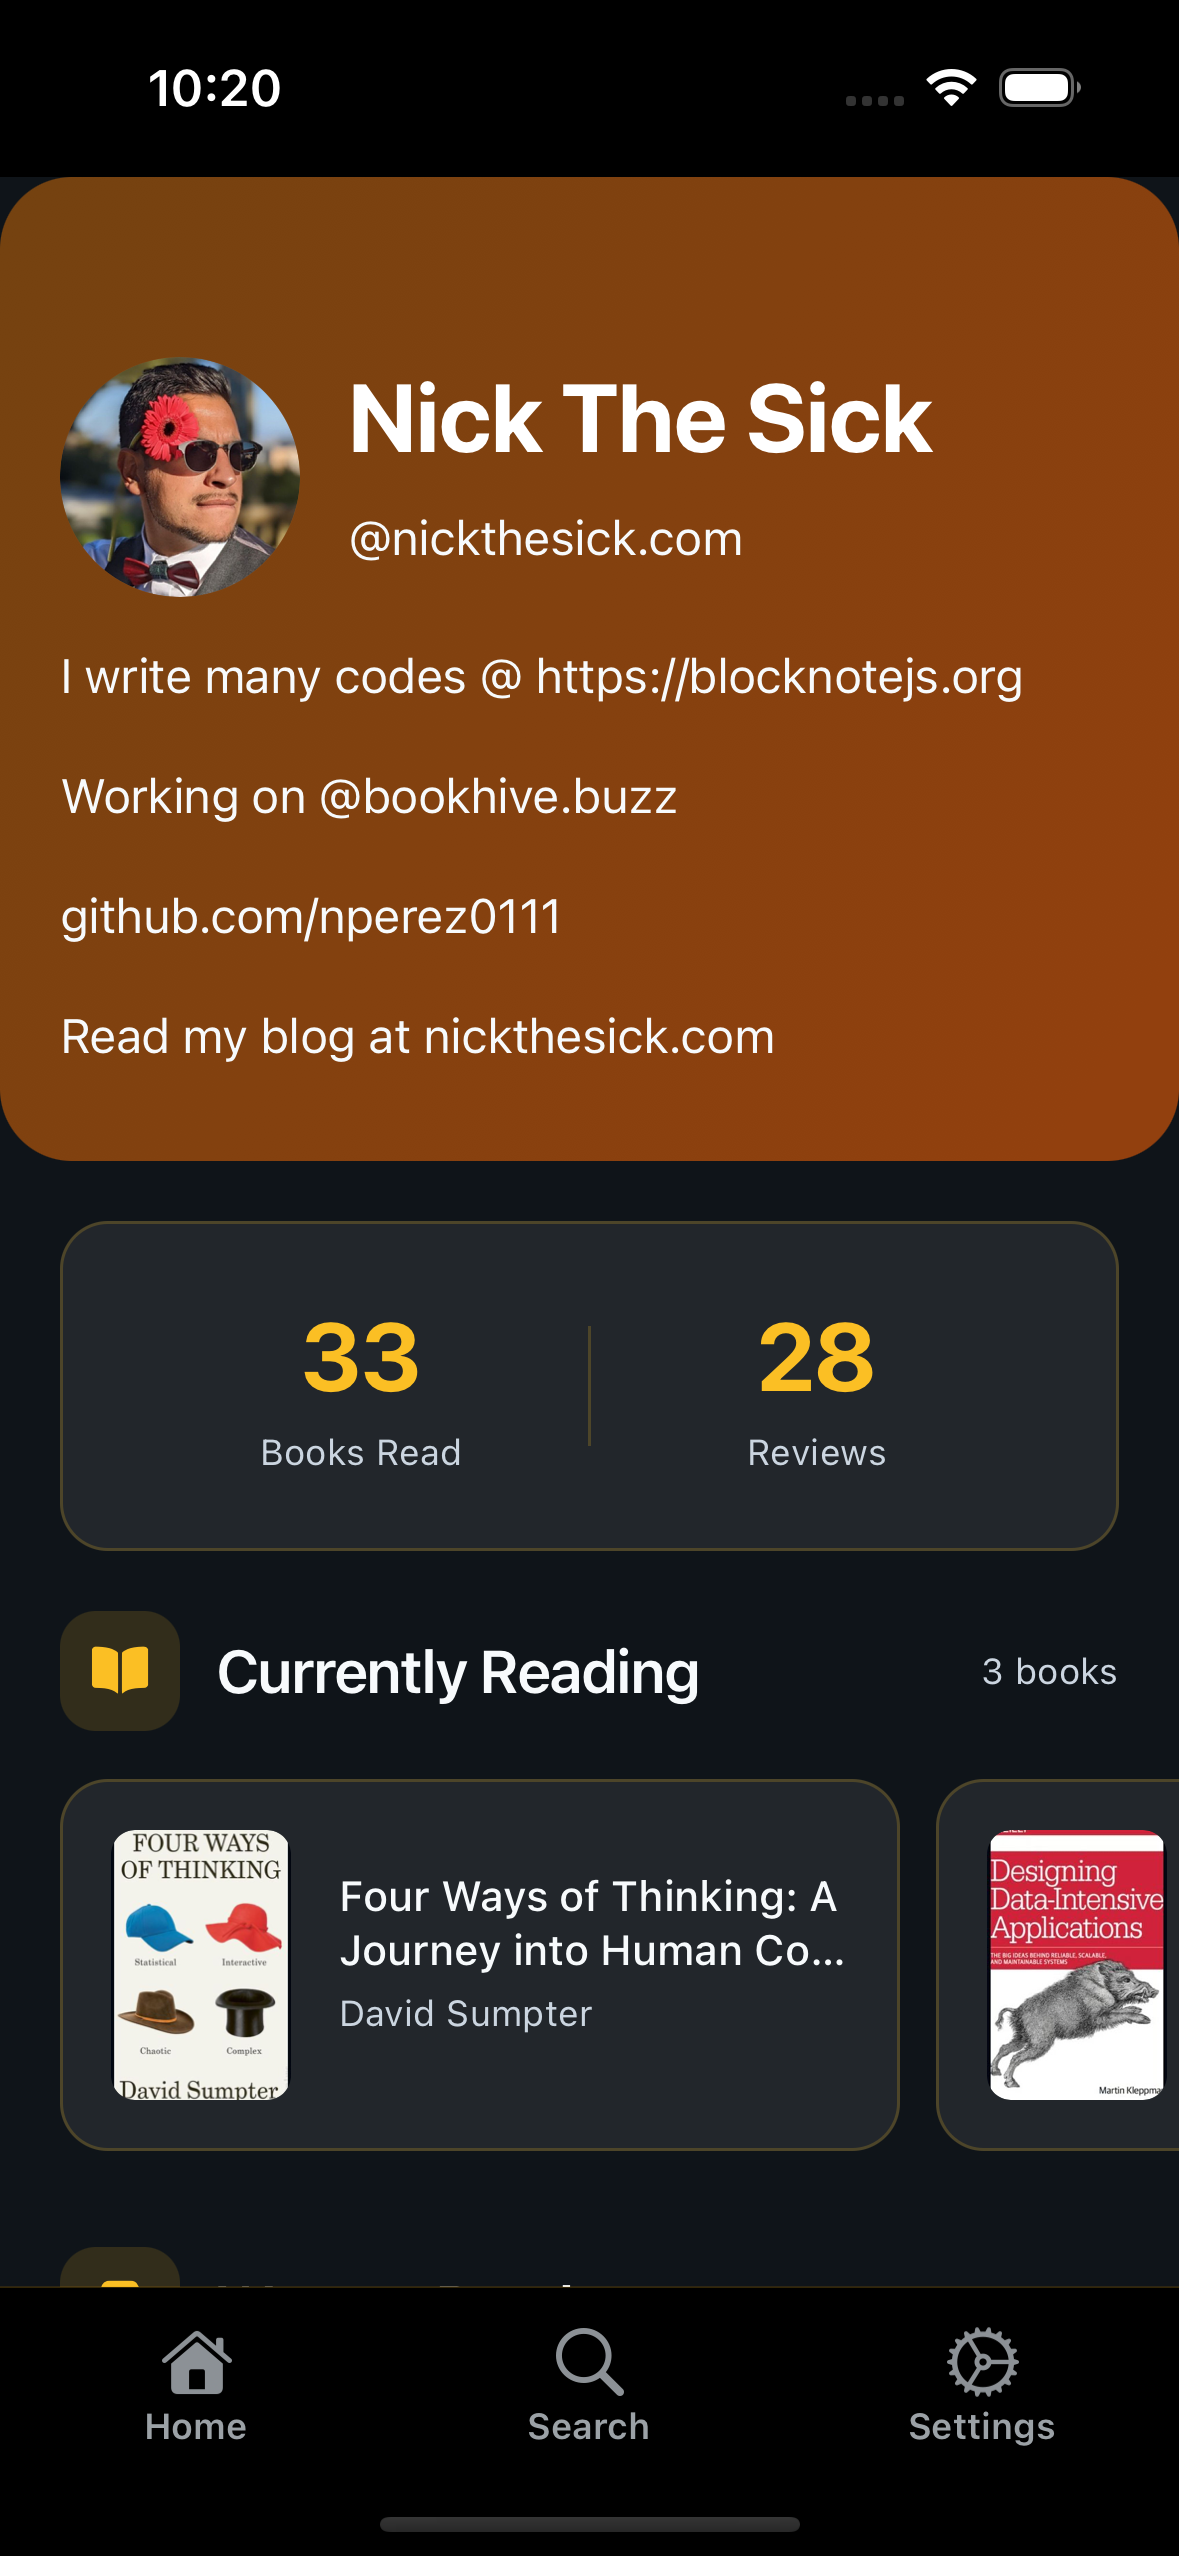 10:20
Nick The Sick
@nickthesick.com
I write many codes @ https://blocknotejs.org
Working on @bookhive.buzz
github.com/nperez0111
Read my blog at nickthesick.com
33
Books Read
28
Reviews
Currently Reading
3 books
FOUR WAYS
OF THINKING
Statistical
Interactive
Chaotic
Complex
David Sumpter
Four Ways of Thinking: A
Journey into Human Co...
David Sumpter
Designing
Data-Intensive
Applications
THE BIG IDEAS BEHIND RELIABLE, SCALABLE,
AND MAINTAINABLE SYSTEMS
Martin Kleppma
Home
Search
Settings